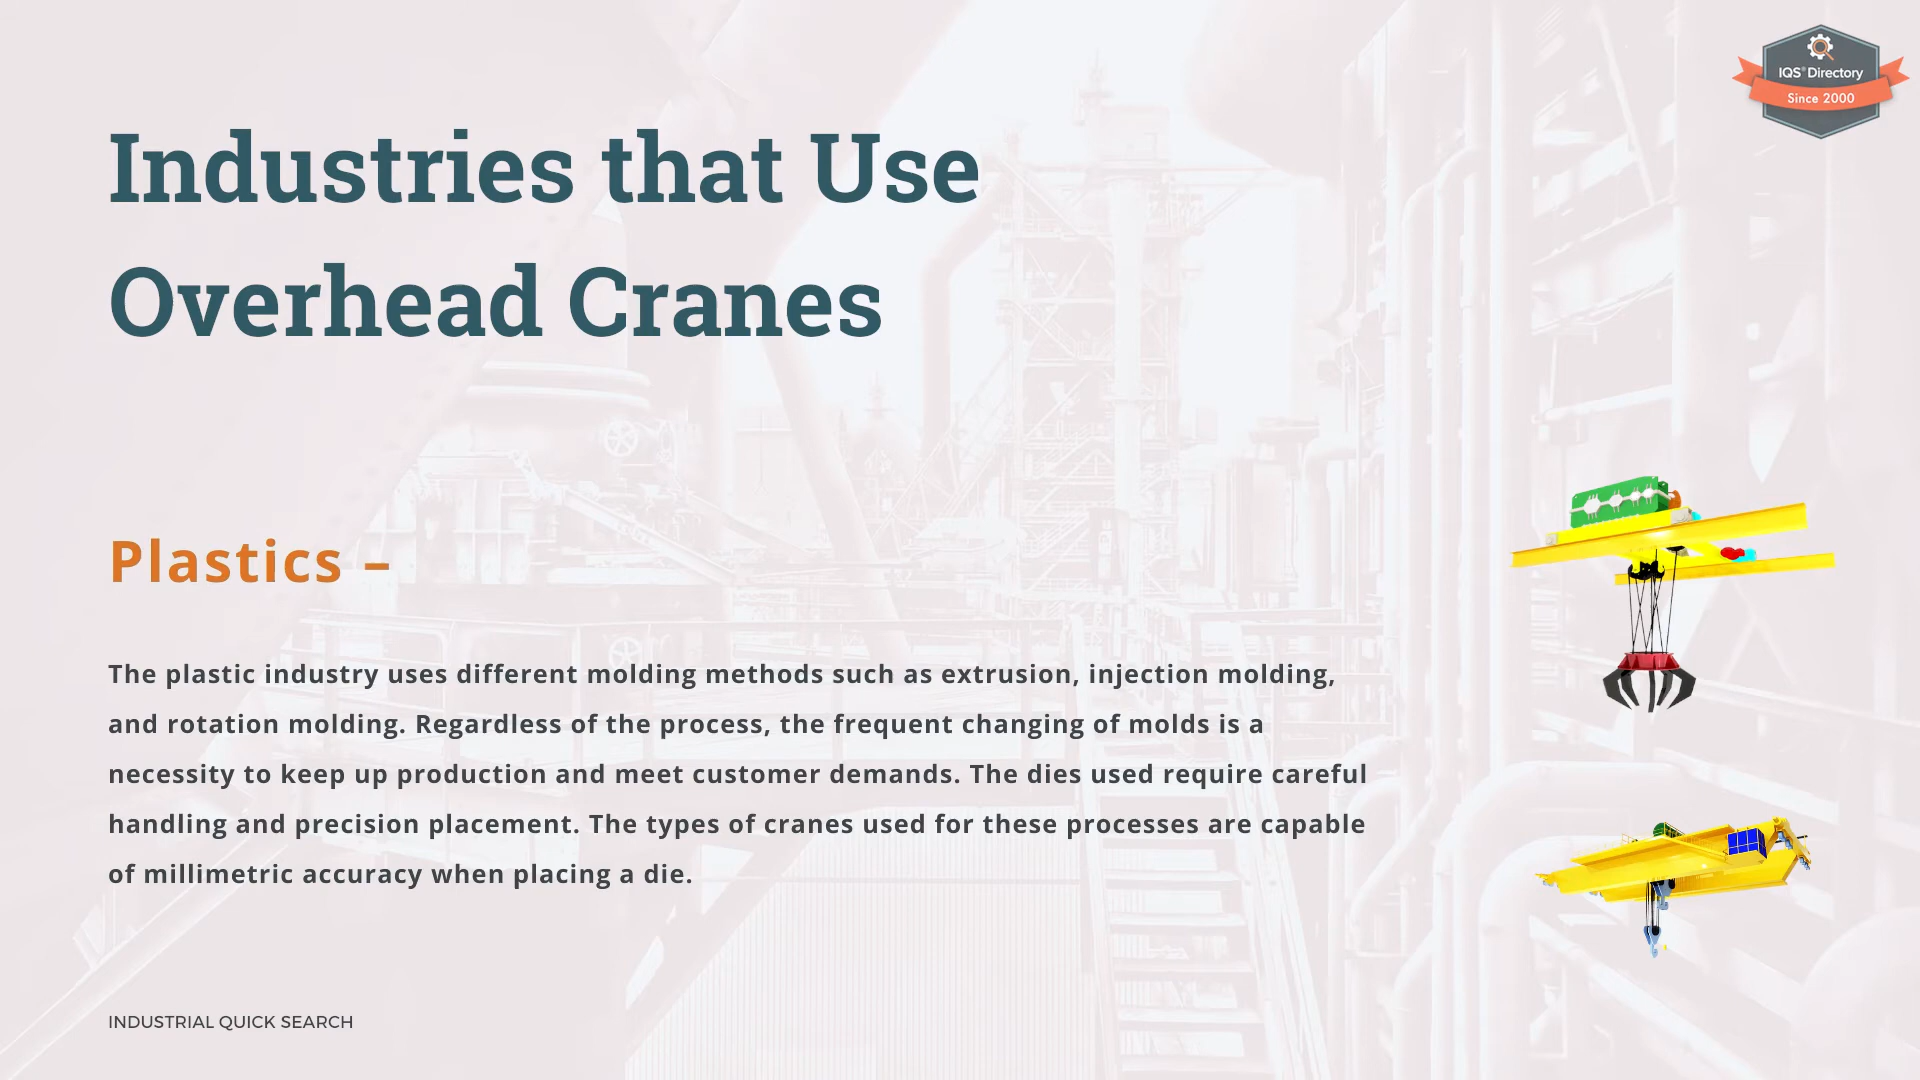 IQS® Directory
Since 2000
Industries that Use
Overhead Cranes
Plastics –
The plastic industry uses different molding methods such as extrusion, injection molding,
and rotation molding. Regardless of the process, the frequent changing of molds is a
necessity to keep up production and meet customer demands. The dies used require careful
handling and precision placement. The types of cranes used for these processes are capable
of millimetric accuracy when placing a die.
INDUSTRIAL QUICK SEARCH